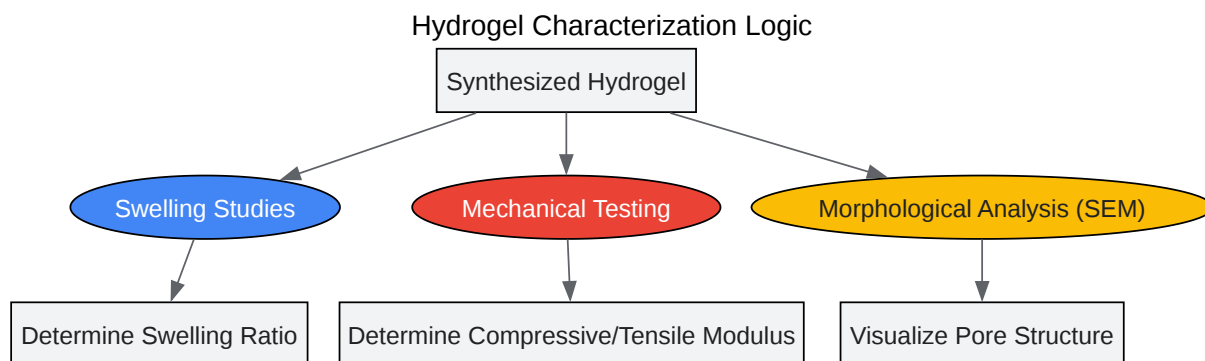 Hydrogel Characterization Logic
Synthesized Hydrogel
Swelling Studies
Mechanical Testing
Morphological Analysis (SEM)
Determine Swelling Ratio
Determine Compressive/Tensile Modulus
Visualize Pore Structure